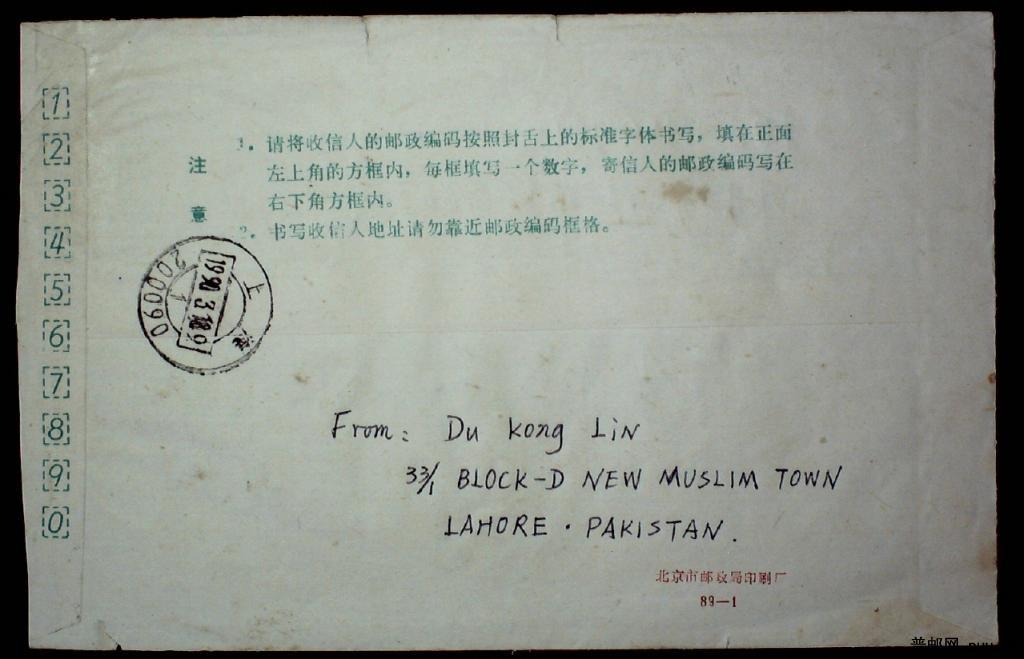 1
2
3
4
5
6
7
8
9
0
注
意
1. 请将收信人的邮政编码按照封舌上的标准字体书写，填在正面
左上角的方框内，每框填写一个数字，寄信人的邮政编码写在
右下角方框内。
2. 书写收信人地址请勿靠近邮政编码框格。
上海
1990.3.18.9
200090
1
From: Du Kong LiN
33/1 BLOCK-D NEW MUSLIM TOWN
LAHORE · PAKISTAN.
北京市邮政局印刷厂
89—1
普邮网